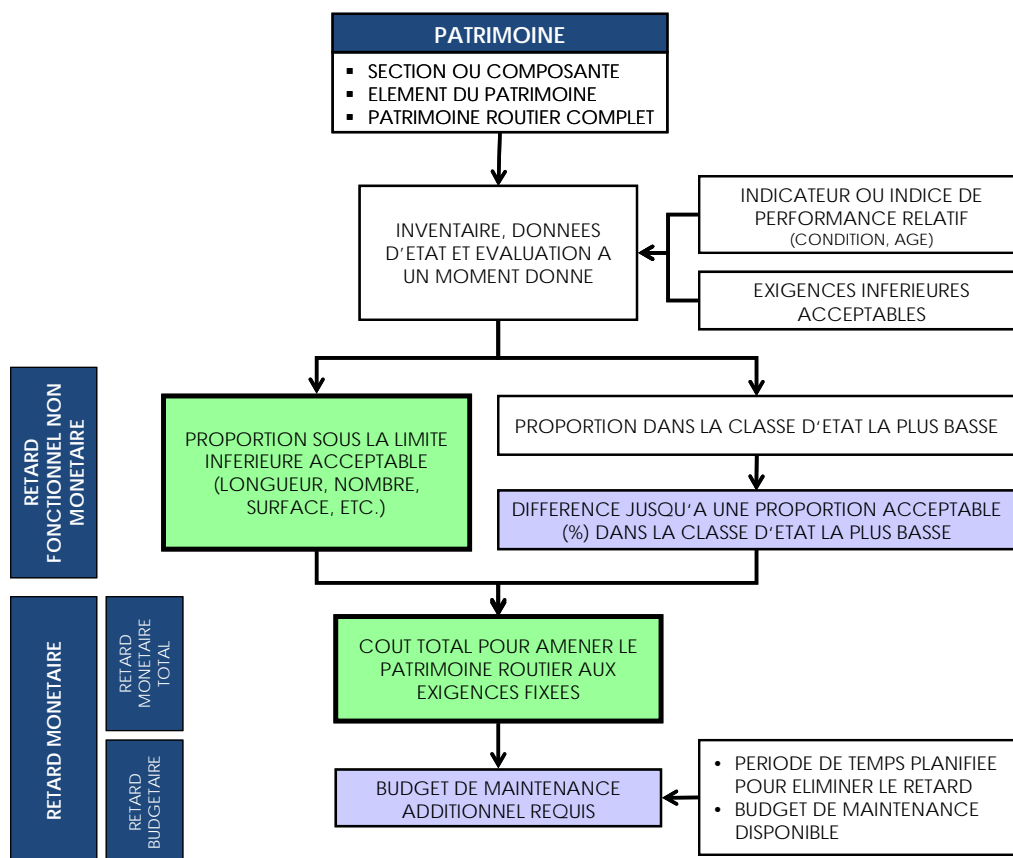 PATRIMOINE
▪ SECTION OU COMPOSANTE
▪ ELEMENT DU PATRIMOINE
▪ PATRIMOINE ROUTIER COMPLET
INVENTAIRE, DONNEES
D'ETAT ET EVALUATION A
UN MOMENT DONNE
INDICATEUR OU INDICE DE
PERFORMANCE RELATIF
(CONDITION, AGE)
EXIGENCES INFERIEURES
ACCEPTABLES
RETARD
FONCTIONNEL NON
MONETAIRE
PROPORTION SOUS LA LIMITE
INFERIEURE ACCEPTABLE
(LONGUEUR, NOMBRE,
SURFACE, ETC.)
PROPORTION DANS LA CLASSE D'ETAT LA PLUS BASSE
DIFFERENCE JUSQU'A UNE PROPORTION ACCEPTABLE
(%) DANS LA CLASSE D'ETAT LA PLUS BASSE
RETARD MONETAIRE
RETARD
MONETAIRE
TOTAL
COUT TOTAL POUR AMENER LE
PATRIMOINE ROUTIER AUX
EXIGENCES FIXEES
RETARD
BUDGETAIRE
BUDGET DE MAINTENANCE
ADDITIONNEL REQUIS
• PERIODE DE TEMPS PLANIFIEE
POUR ELIMINER LE RETARD
• BUDGET DE MAINTENANCE
DISPONIBLE